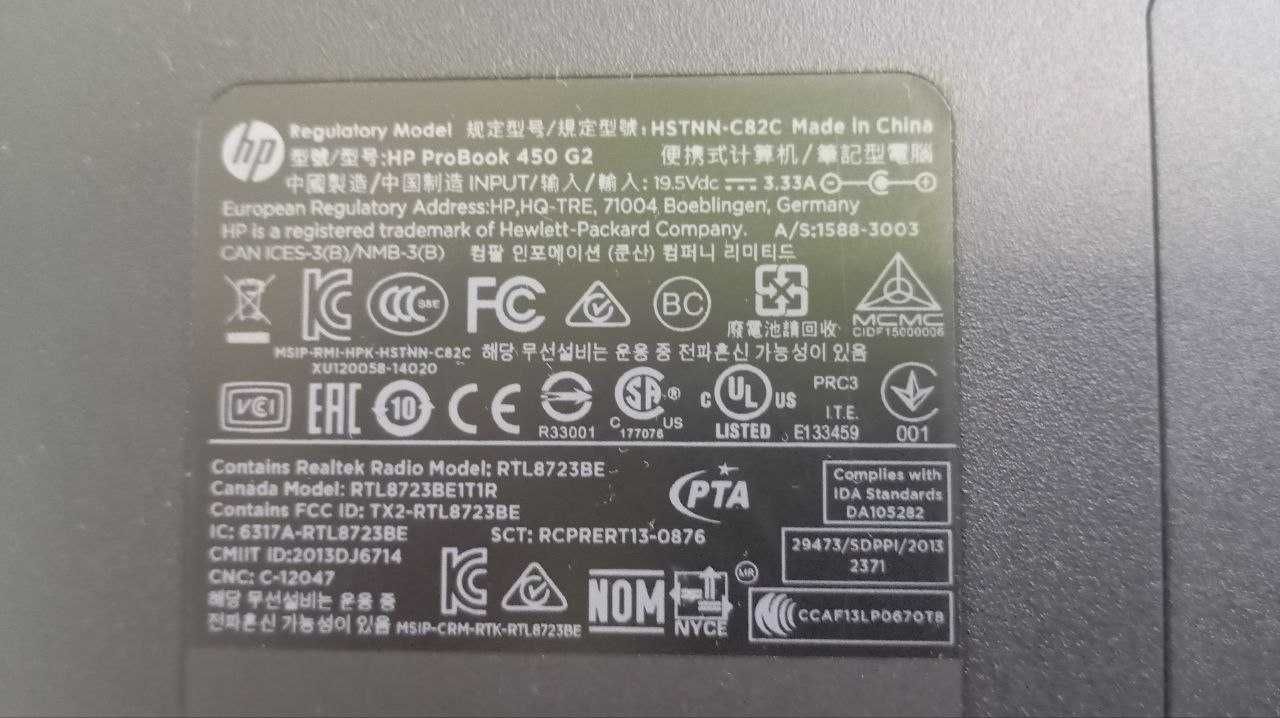 hp
Regulatory Model 规定型号/規定型號: HSTNN-C82C Made in China
型號/型号:HP ProBook 450 G2 便携式计算机/筆記型電腦
中國製造/中国制造 INPUT/输入/輸入: 19.5Vdc 3.33A
European Regulatory Address:HP,HQ-TRE, 71004 Boeblingen, Germany
HP is a registered trademark of Hewlett-Packard Company. A/S:1588-3003
CAN ICES-3(B)/NMB-3(B) 컴팔 인포메이션 (쿤산) 컴퍼니 리미티드
CCC S&E FC BC 廢電池請回收 MCMC
CIDF15000006
MSIP-RMI-HPK-HSTNN-C82C 해당 무선설비는 운용 중 전파혼신 가능성이 있음
XU120058-14020
VCCI EAC 10 CE R33001 SA ® C 177076 US C UL US LISTED PRC3 I.T.E. E133459 001
Contains Realtek Radio Model: RTL8723BE
Canada Model: RTL8723BE1T1R
Contains FCC ID: TX2-RTL8723BE
IC: 6317A-RTL8723BE SCT: RCPRERT13-0876
CMIIT ID:2013DJ6714
CNC: C-12047
해당 무선설비는 운용 중
전파혼신 가능성이 있음 MSIP-CRM-RTK-RTL8723BE
PTA
Complies with
IDA Standards
DA105282
29473/SDPPI/2013
2371
NOM NYCE MR
CCAF13LP0670T8